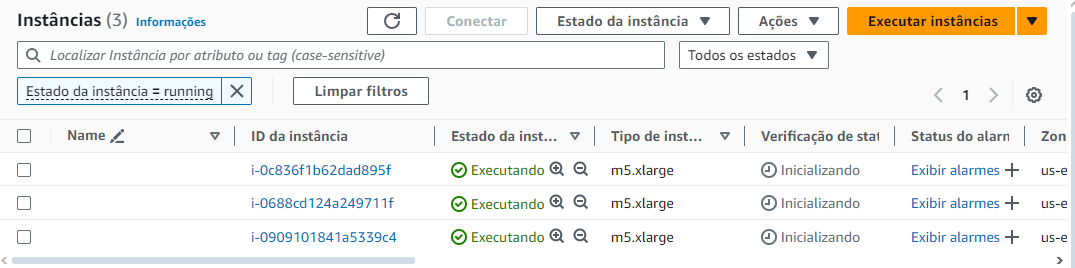 Instâncias (3) Informações
Conectar
Estado da instância
Ações
Executar instâncias
Localizar Instância por atributo ou tag (case-sensitive)
Todos os estados
Estado da instância = running
Limpar filtros
1
Name ID da instância Estado da inst... Tipo de inst... Verificação de stat Status do alarm Zon
i-0c836f1b62dad895f Executando m5.xlarge Inicializando Exibir alarmes us-e
i-0688cd124a249711f Executando m5.xlarge Inicializando Exibir alarmes us-e
i-0909101841a5339c4 Executando m5.xlarge Inicializando Exibir alarmes us-e